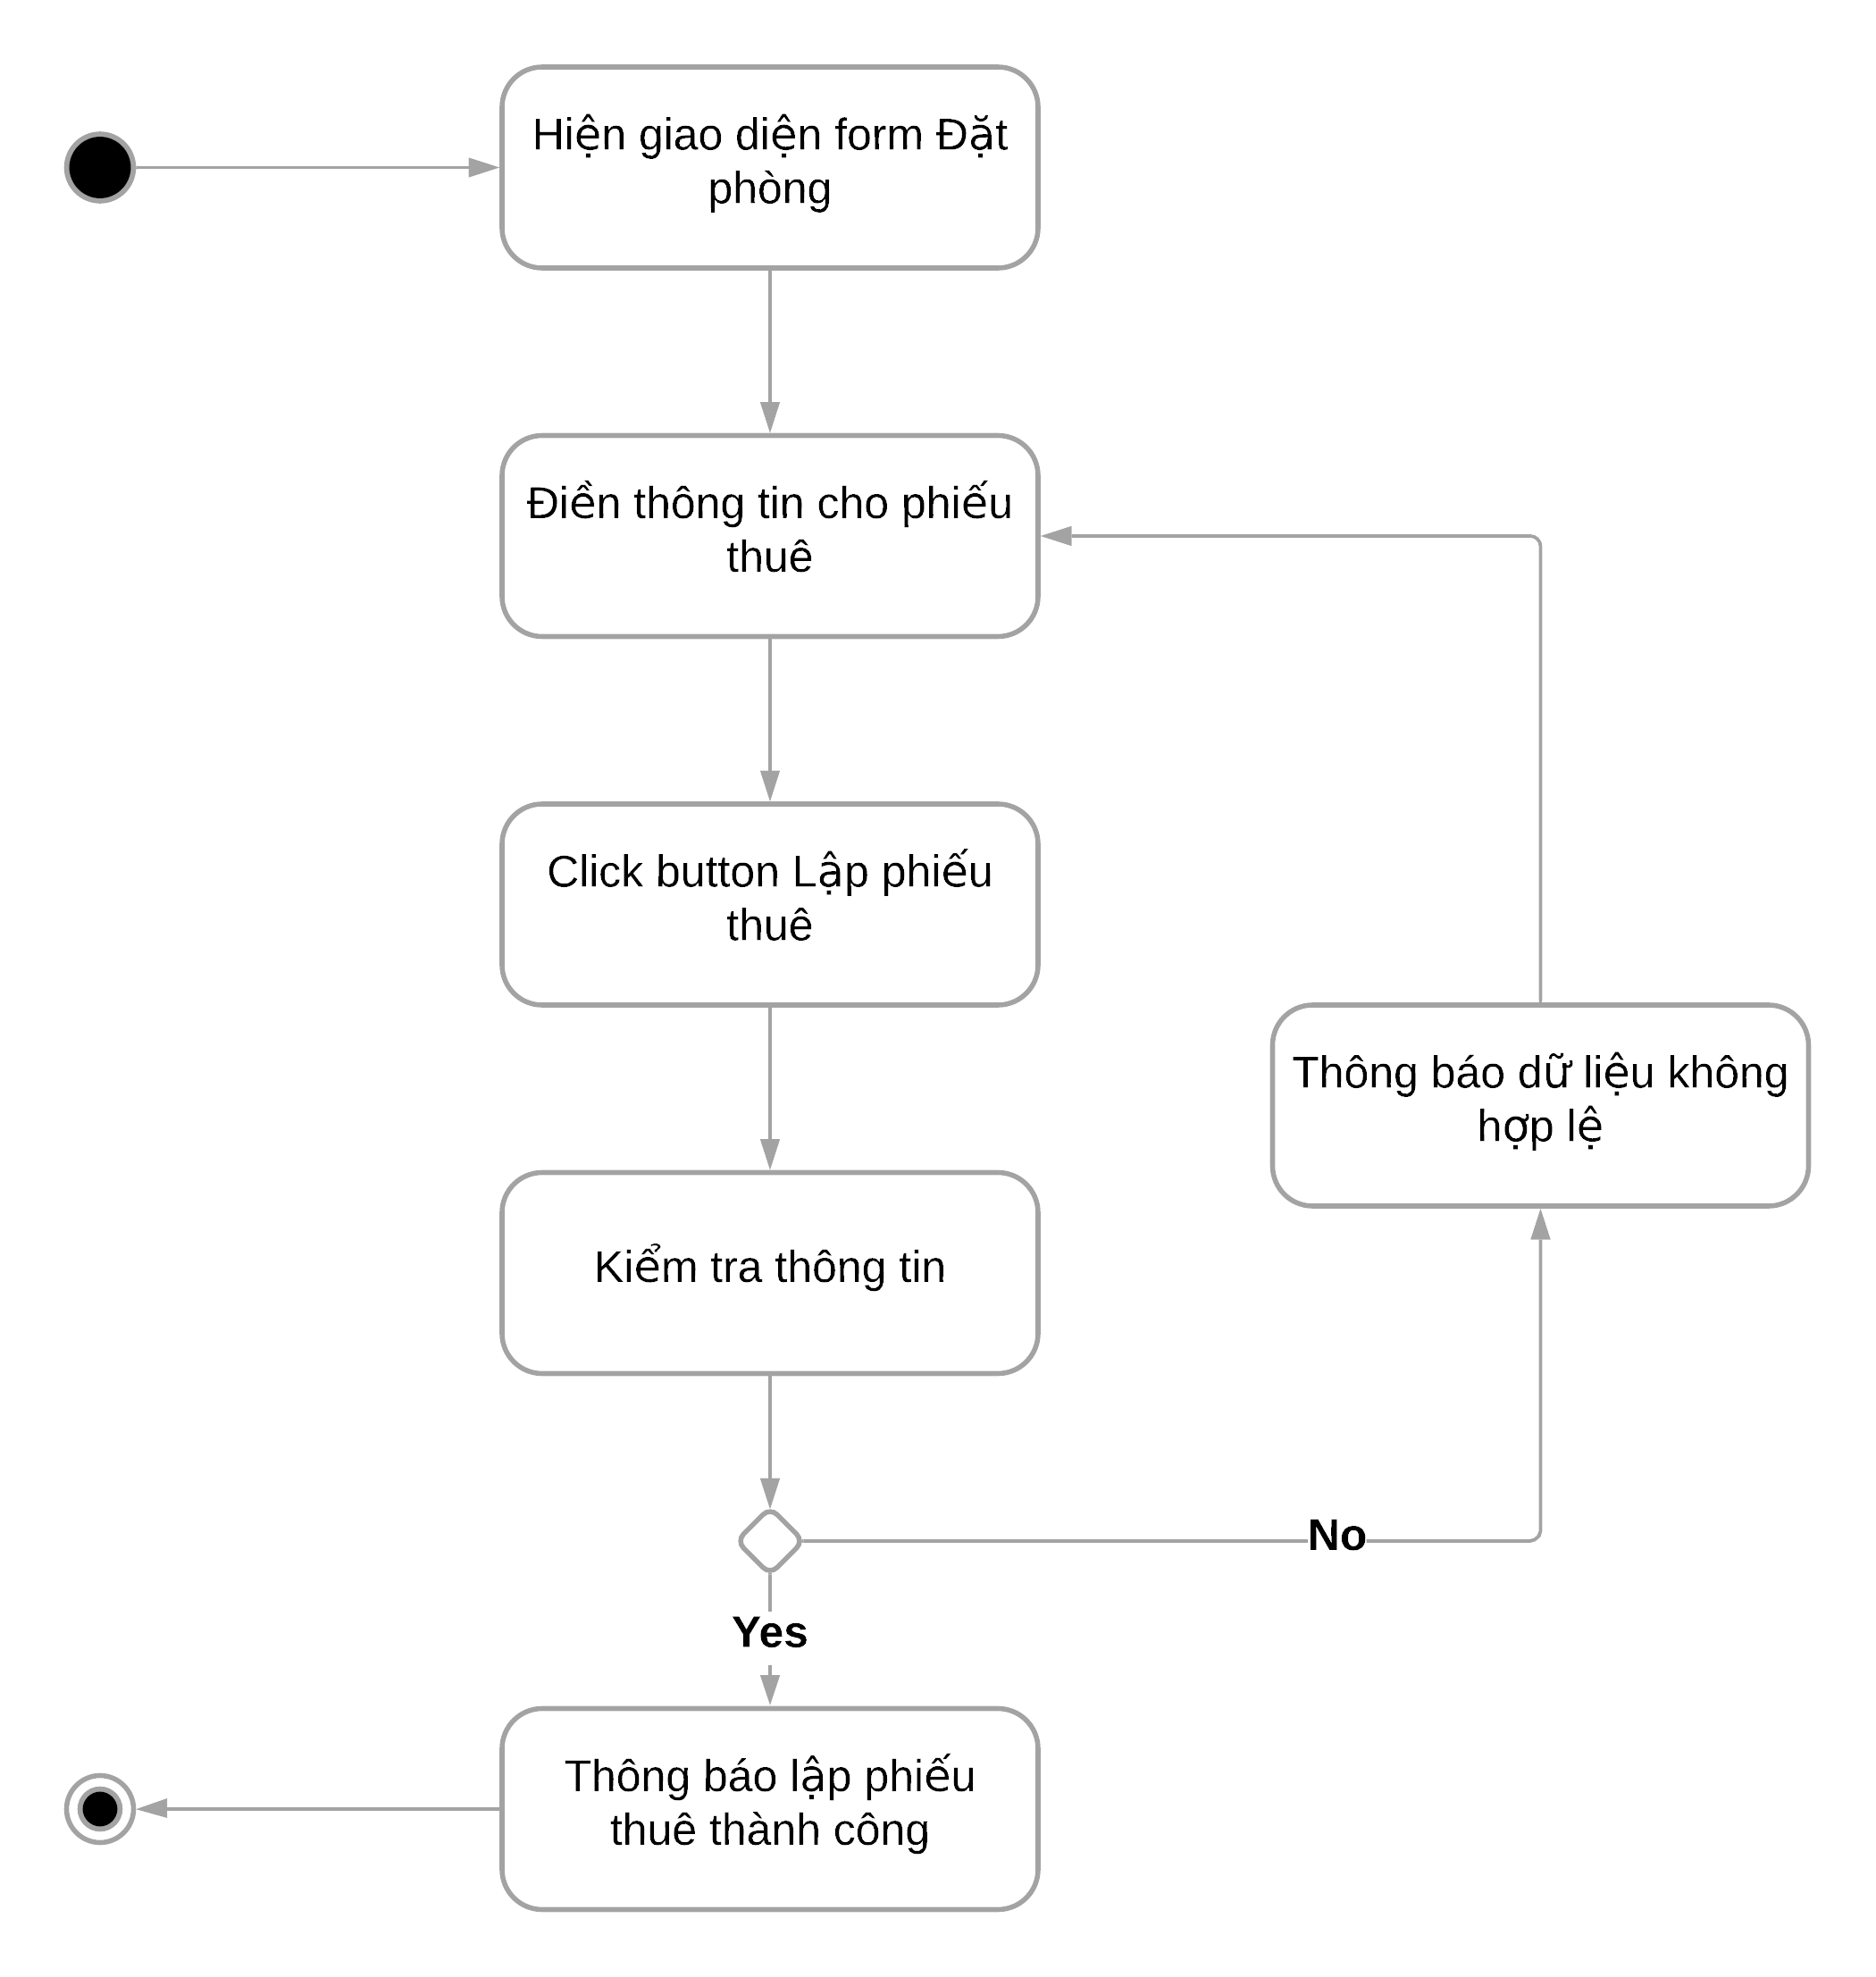 Hiện giao diện form Đặt
phòng
Điền thông tin cho phiếu
thuê
Click button Lập phiếu
thuê
Thông báo dữ liệu không
hợp lệ
Kiểm tra thông tin
No
Yes
Thông báo lập phiếu
thuê thành công